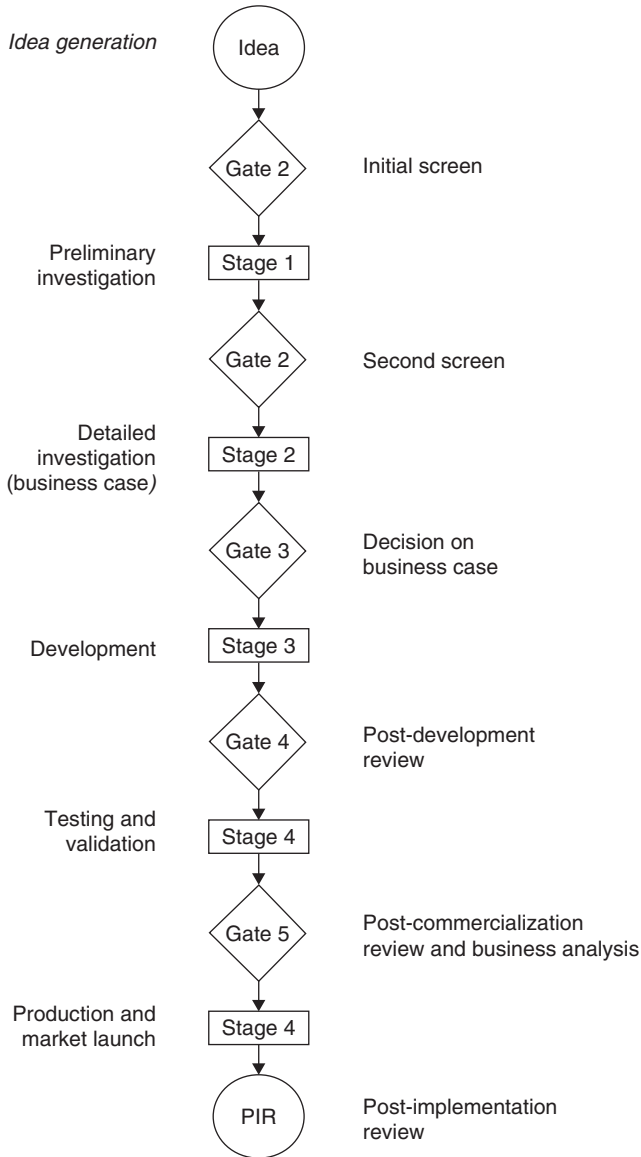 Idea generation
Idea
Gate 2
Initial screen
Preliminary
investigation
Stage 1
Gate 2
Second screen
Detailed
investigation
(business case)
Stage 2
Gate 3
Decision on
business case
Development
Stage 3
Gate 4
Post-development
review
Testing and
validation
Stage 4
Gate 5
Post-commercialization
review and business analysis
Production and
market launch
Stage 4
PIR
Post-implementation
review